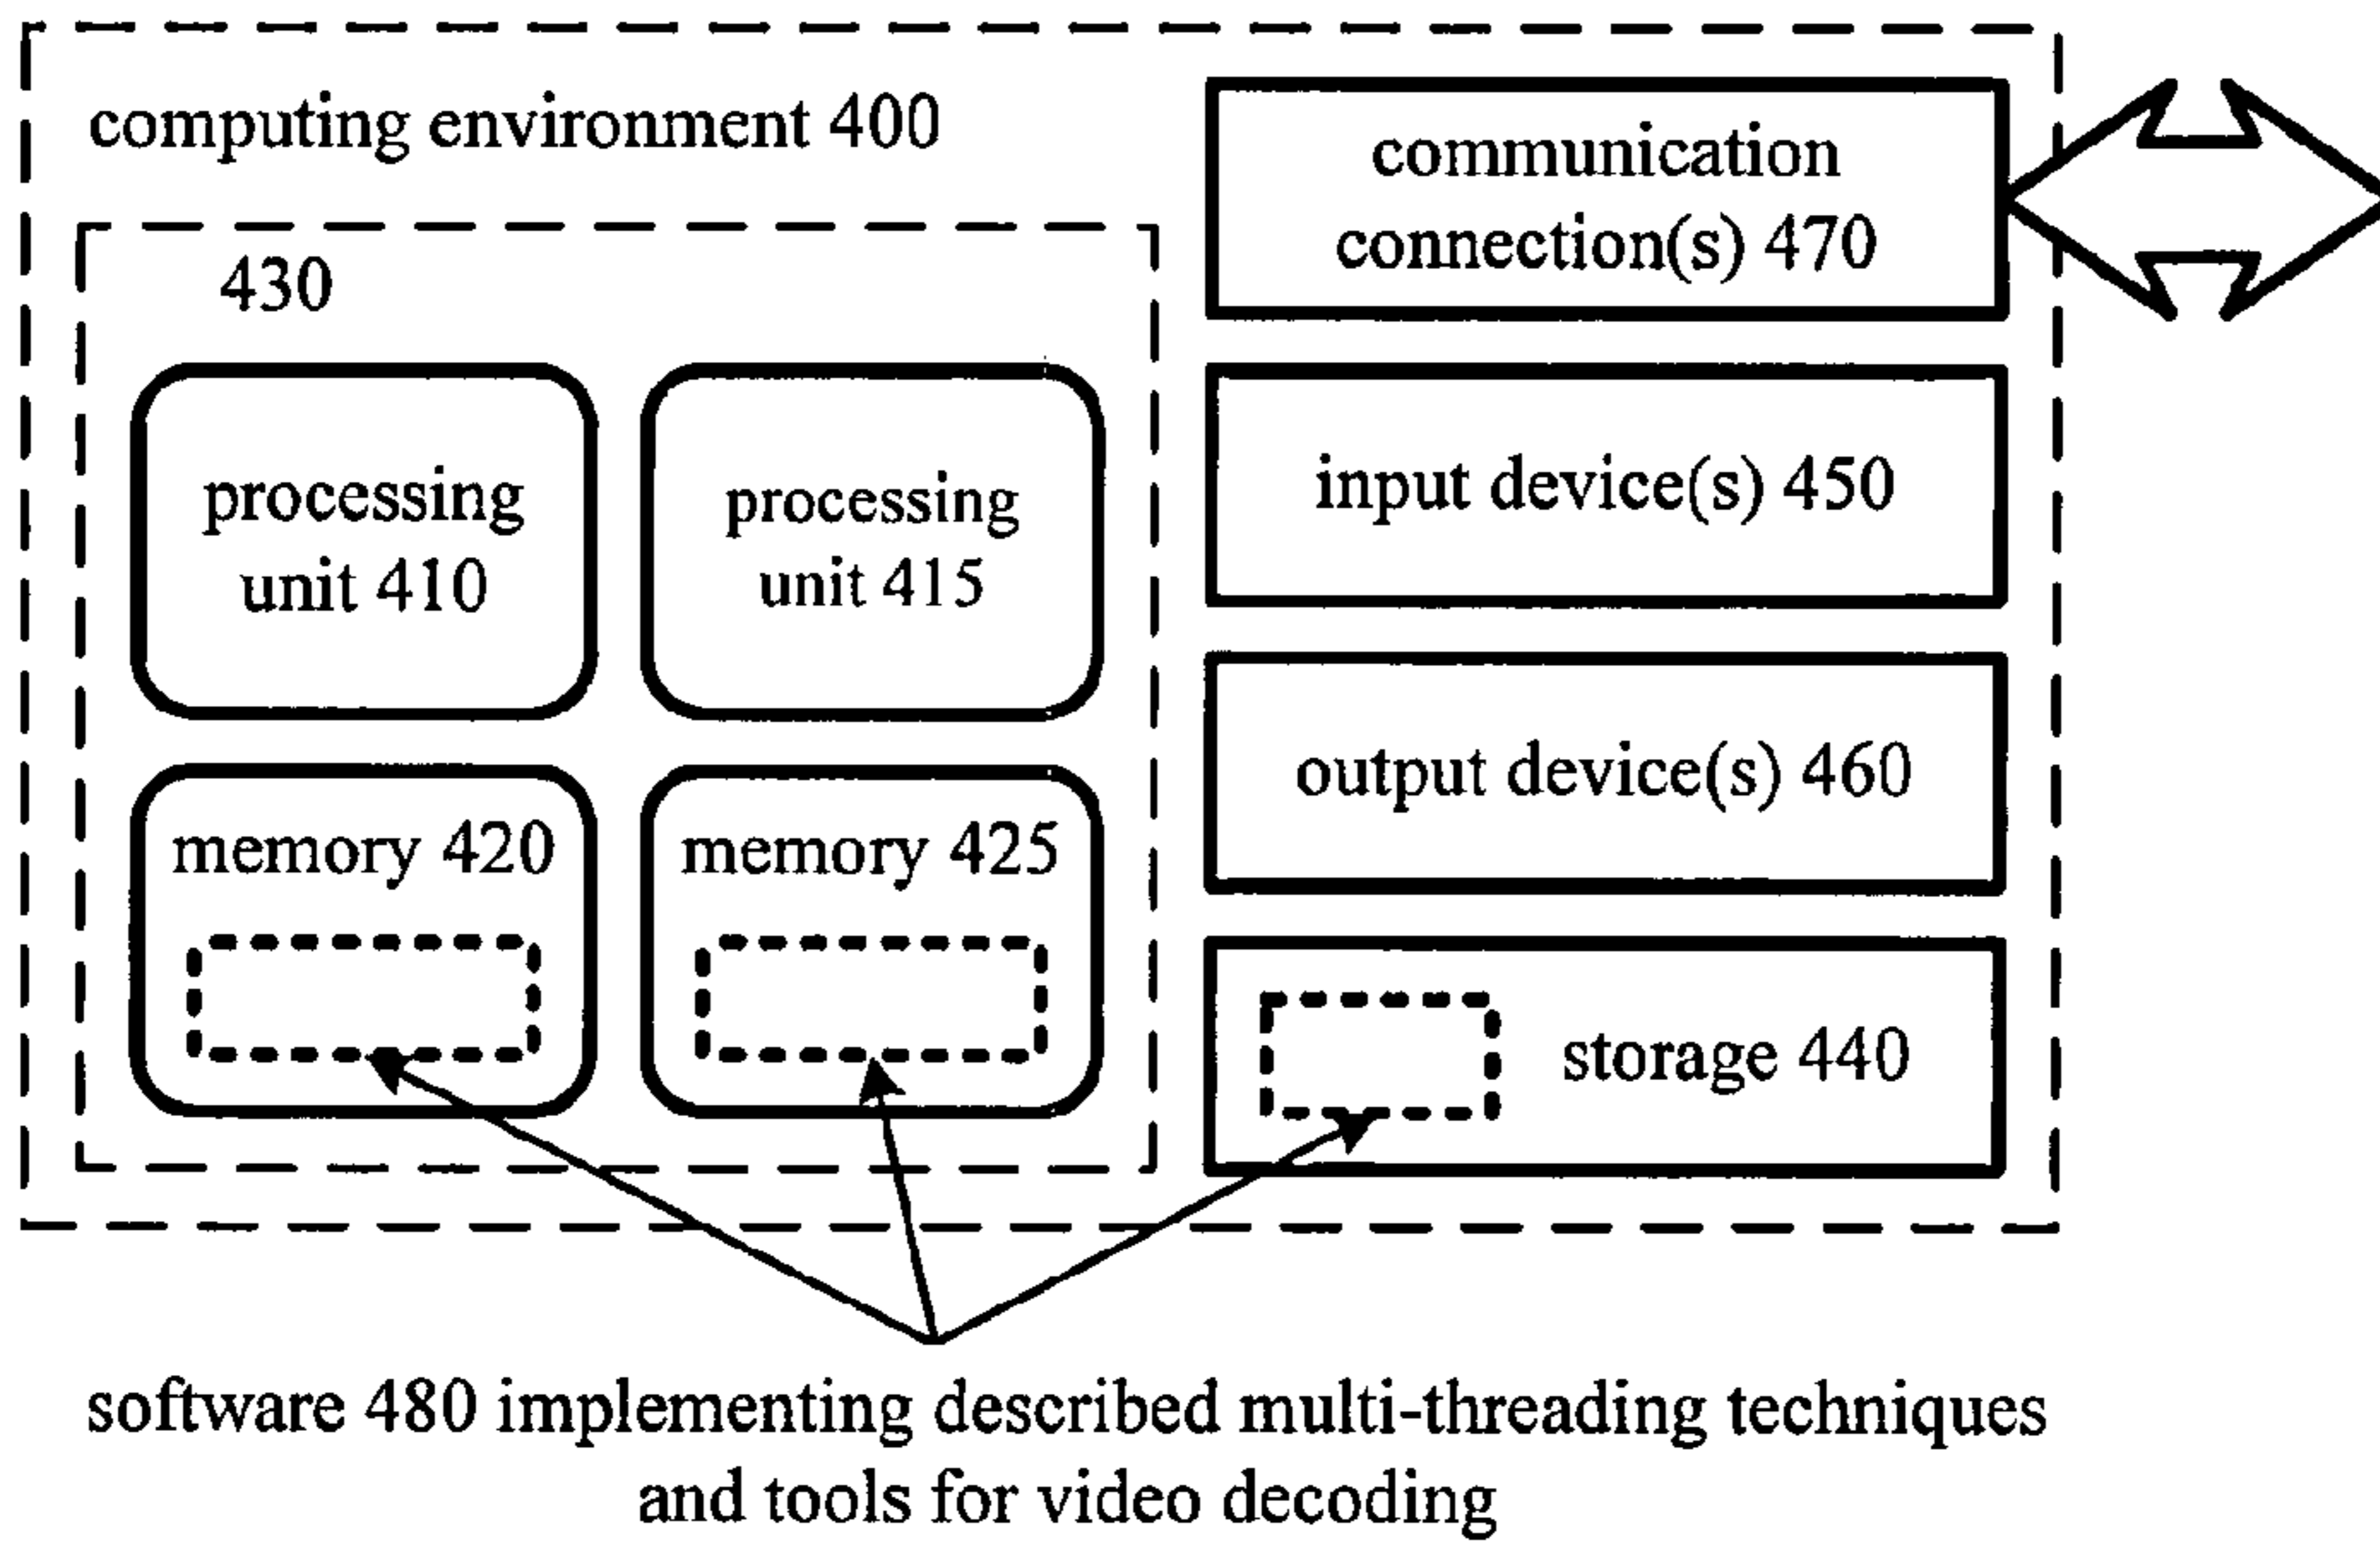 computing environment 400
430
processing
unit 410
processing
unit 415
memory 420
memory 425
communication
connection(s) 470
input device(s) 450
output device(s) 460
storage 440
software 480 implementing described multi-threading techniques
and tools for video decoding